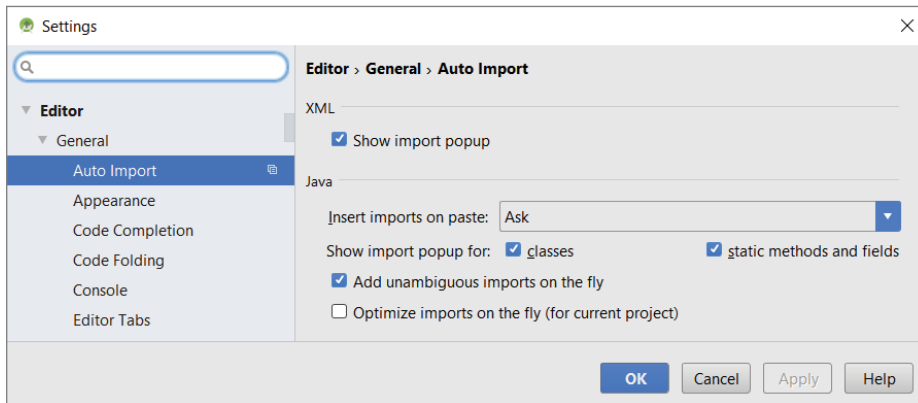 Settings
Editor › General › Auto Import
Editor
General
Auto Import
Appearance
Code Completion
Code Folding
Console
Editor Tabs
XML
Show import popup
Java
Insert imports on paste: Ask
Show import popup for: classes static methods and fields
Add unambiguous imports on the fly
Optimize imports on the fly (for current project)
OK Cancel Apply Help